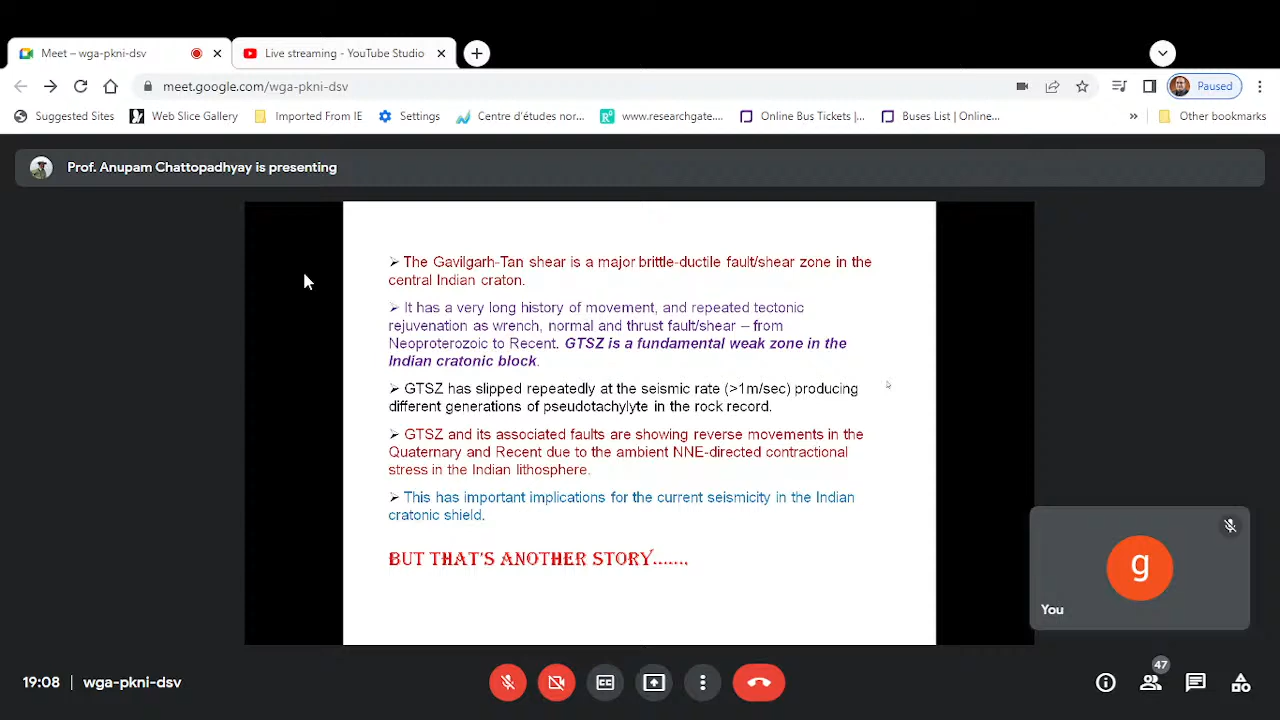 Meet – wga-pkni-dsv
Live streaming - YouTube Studio
meet.google.com/wga-pkni-dsv
Paused
Suggested Sites
Web Slice Gallery
Imported From IE
Settings
Centre d'études nor...
www.researchgate....
Online Bus Tickets |...
Buses List | Online...
»
Other bookmarks
Prof. Anupam Chattopadhyay is presenting
➢ The Gavilgarh-Tan shear is a major brittle-ductile fault/shear zone in the
central Indian craton.
➢ It has a very long history of movement, and repeated tectonic
rejuvenation as wrench, normal and thrust fault/shear – from
Neoproterozoic to Recent. GTSZ is a fundamental weak zone in the
Indian cratonic block.
➢ GTSZ has slipped repeatedly at the seismic rate (>1m/sec) producing
different generations of pseudotachylyte in the rock record.
➢ GTSZ and its associated faults are showing reverse movements in the
Quaternary and Recent due to the ambient NNE-directed contractional
stress in the Indian lithosphere.
➢ This has important implications for the current seismicity in the Indian
cratonic shield.
BUT THAT'S ANOTHER STORY.......
g
You
19:08 | wga-pkni-dsv
CC
47